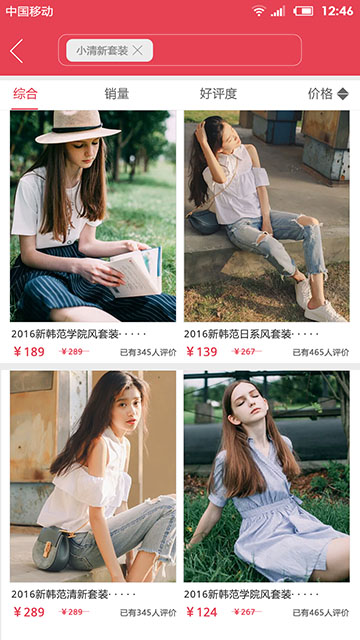 中国移动
12:46
小清新套装
综合 销量 好评度 价格
2016新韩范学院风套装·····
¥189 ¥289 已有345人评价
2016新韩范日系风套装·····
¥139 ¥267 已有465人评价
2016新韩范清新套装·····
¥289 ¥289 已有345人评价
2016新韩范学院风套装·····
¥124 ¥267 已有465人评价